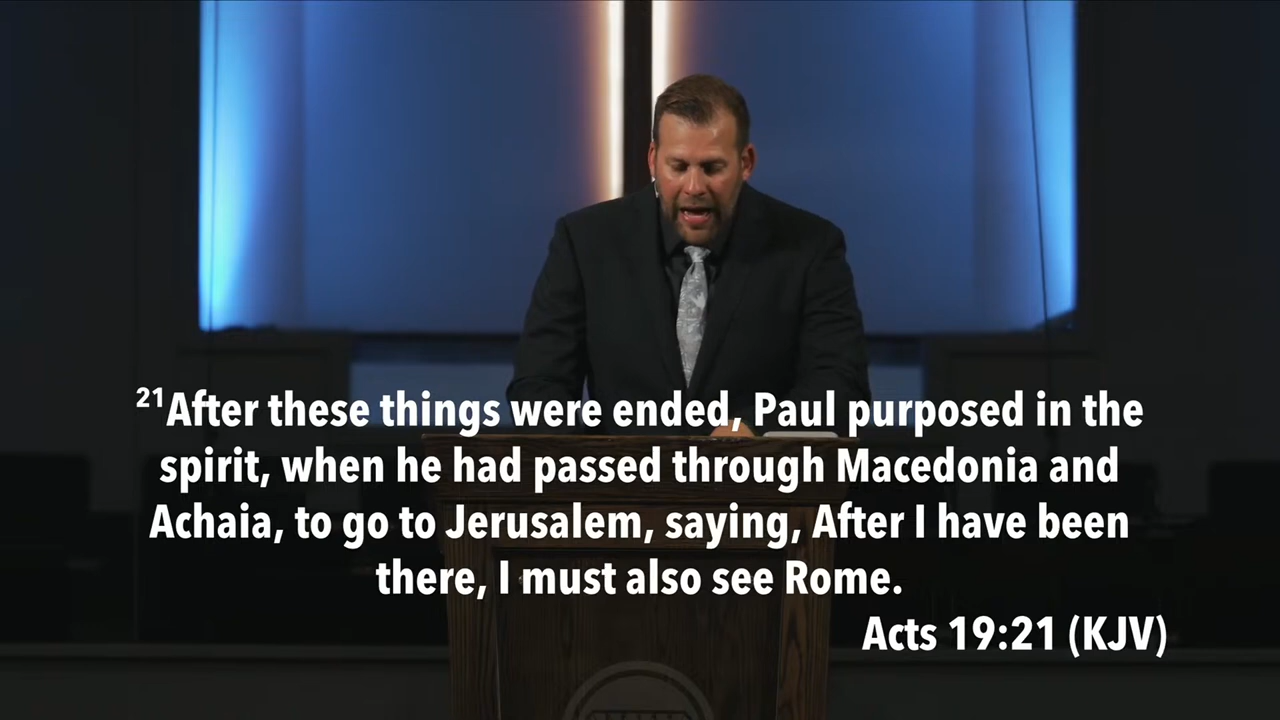 ²¹After these things were ended, Paul purposed in the
spirit, when he had passed through Macedonia and
Achaia, to go to Jerusalem, saying, After I have been
there, I must also see Rome.
Acts 19:21 (KJV)